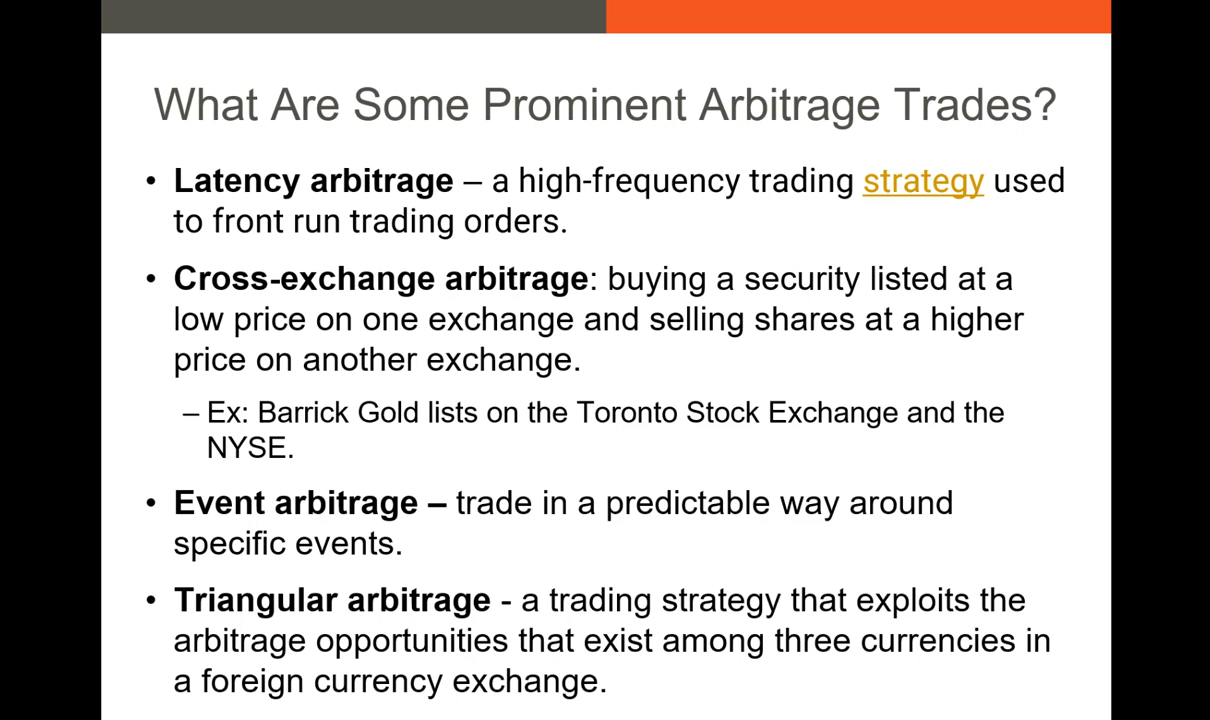 What Are Some Prominent Arbitrage Trades?
• Latency arbitrage – a high-frequency trading strategy used
to front run trading orders.
• Cross-exchange arbitrage: buying a security listed at a
low price on one exchange and selling shares at a higher
price on another exchange.
– Ex: Barrick Gold lists on the Toronto Stock Exchange and the
NYSE.
• Event arbitrage – trade in a predictable way around
specific events.
• Triangular arbitrage - a trading strategy that exploits the
arbitrage opportunities that exist among three currencies in
a foreign currency exchange.